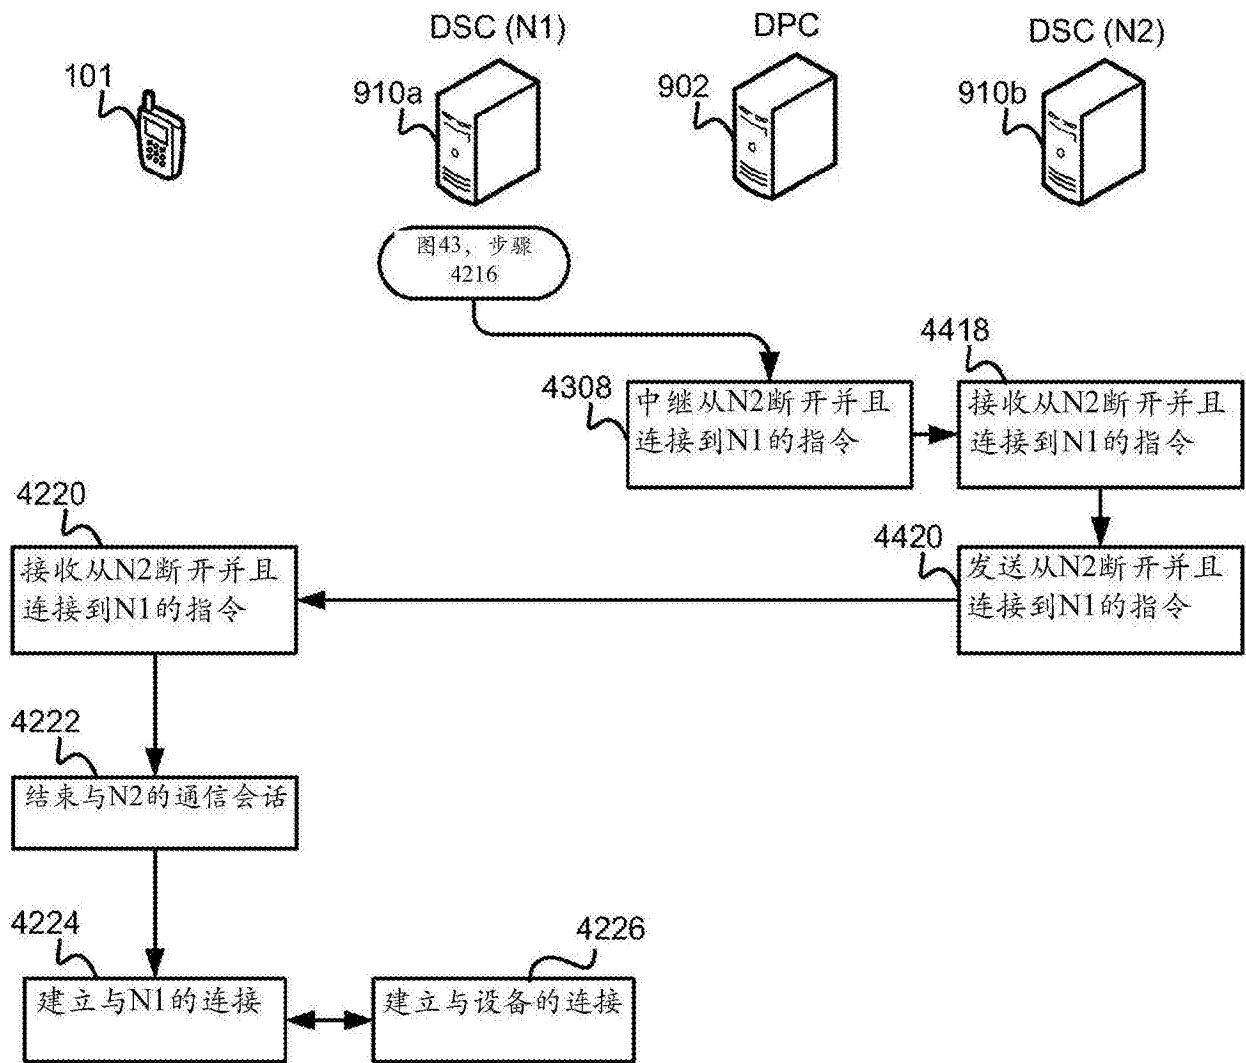 DSC (N1)
DPC
DSC (N2)
101
910a
902
910b
图43，步骤
4216
4418
4308
中继从N2断开并且
连接到N1的指令
接收从N2断开并且
连接到N1的指令
4220
4420
接收从N2断开并且
连接到N1的指令
发送从N2断开并且
连接到N1的指令
4222
结束与N2的通信会话
4224
4226
建立与N1的连接
建立与设备的连接